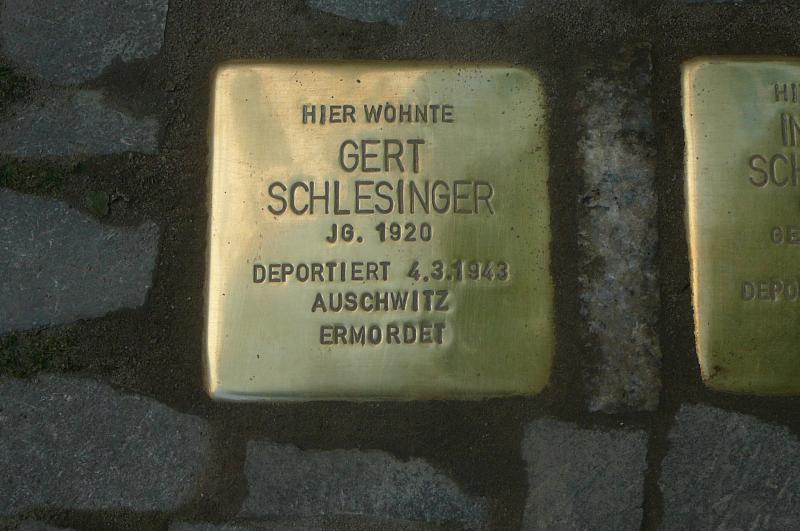 HIER WOHNTE
GERT
SCHLESINGER
JG. 1920
DEPORTIERT 4.3.1943
AUSCHWITZ
ERMORDET